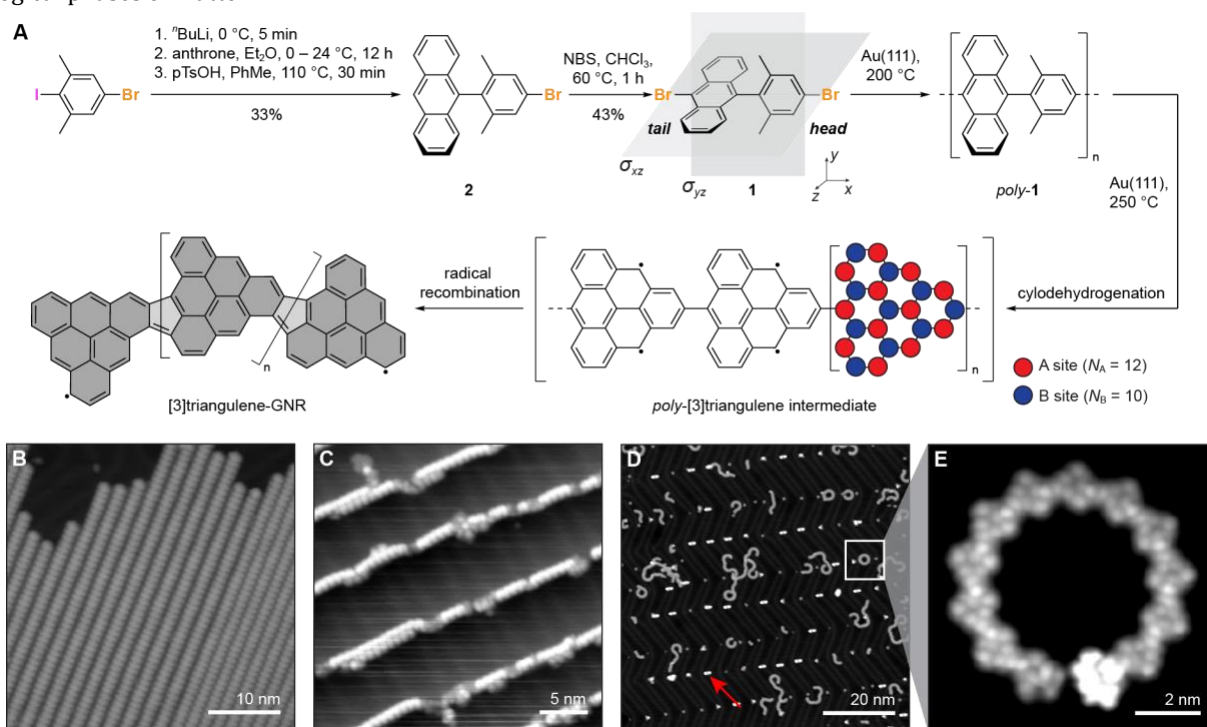 A
1. ⁿBuLi, 0 °C, 5 min
2. anthrone, Et₂O, 0 – 24 °C, 12 h
3. pTsOH, PhMe, 110 °C, 30 min
33%
I
Br
Br
2
NBS, CHCl₃,
60 °C, 1 h
43%
Br
Br
tail
head
σxz
σyz
1
y
x
z
Au(111),
200 °C
n
poly-1
Au(111),
250 °C
cylodehydrogenation
radical
recombination
n
n
[3]triangulene-GNR
poly-[3]triangulene intermediate
A site (N_A = 12)
B site (N_B = 10)
B
10 nm
C
5 nm
D
20 nm
E
2 nm